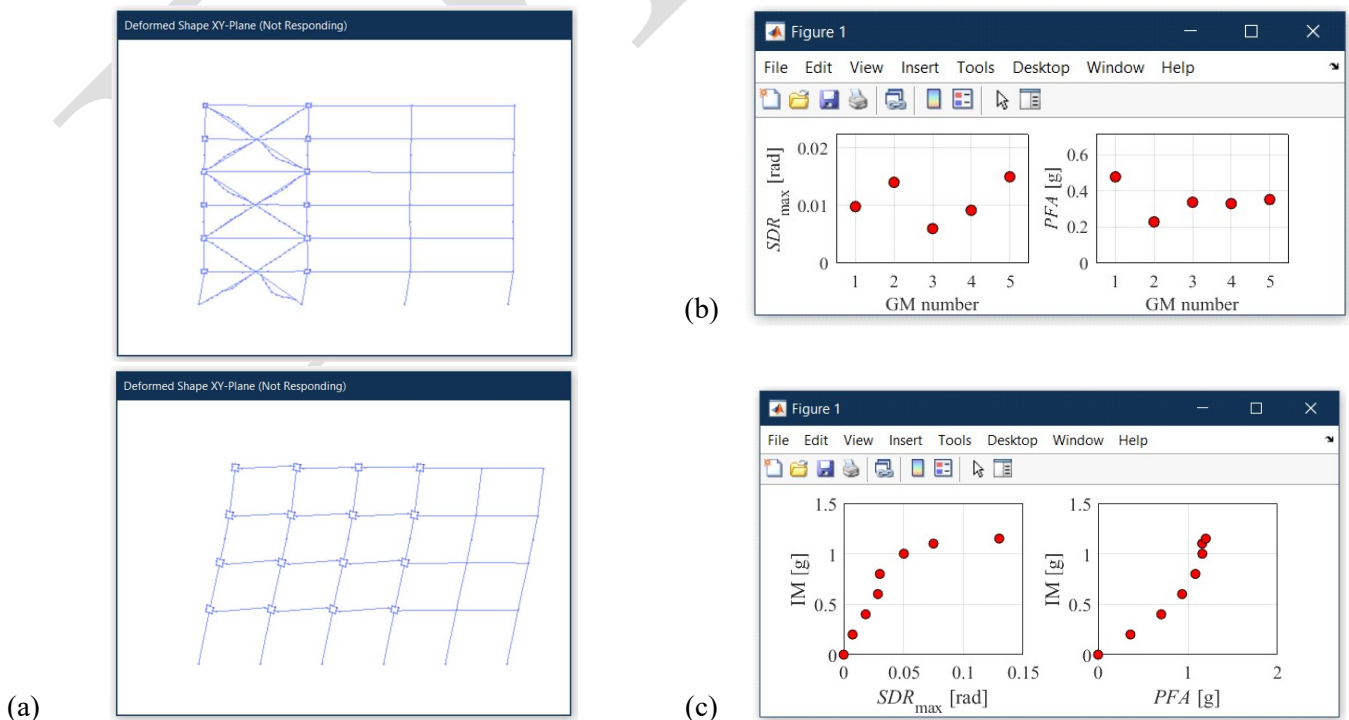 Deformed Shape XY-Plane (Not Responding)
Deformed Shape XY-Plane (Not Responding)
(a)
Figure 1
File Edit View Insert Tools Desktop Window Help
SDRmax [rad]
0.02
0.01
0
1 2 3 4 5
GM number
PFA [g]
0.6
0.4
0.2
0
1 2 3 4 5
GM number
(b)
Figure 1
File Edit View Insert Tools Desktop Window Help
IM [g]
1.5
1
0.5
0
0 0.05 0.1 0.15
SDRmax [rad]
IM [g]
1.5
1
0.5
0
0 1 2
PFA [g]
(c)